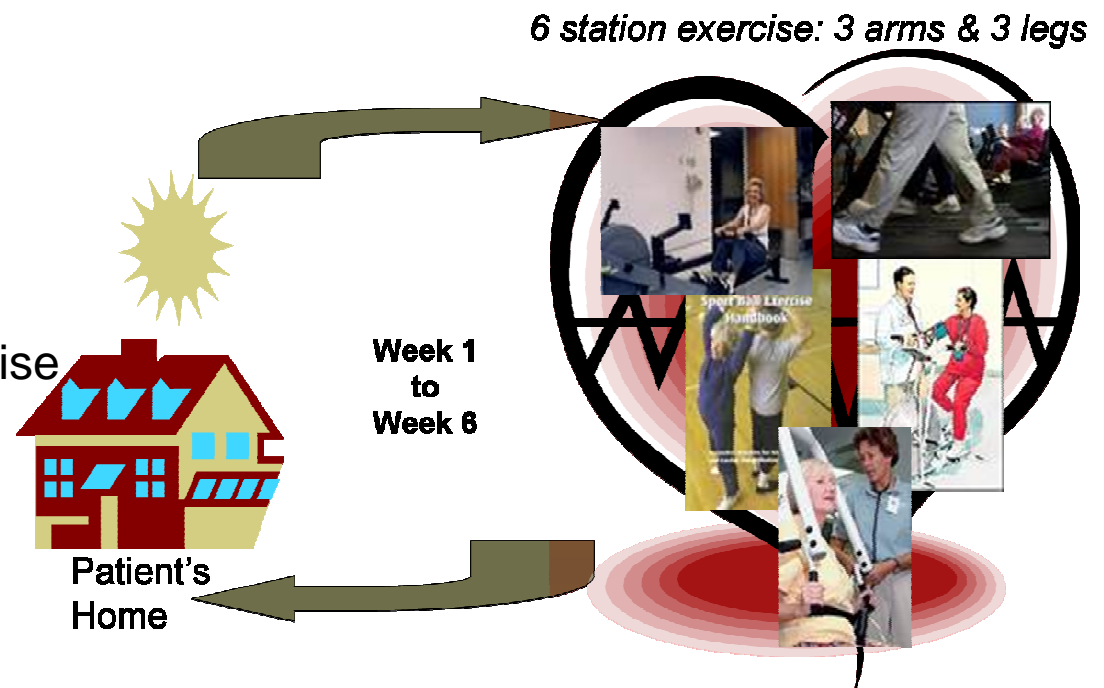 6 station exercise: 3 arms & 3 legs
Sport Ball Exercise
Handbook
ise
Week 1
to
Week 6
Patient's
Home